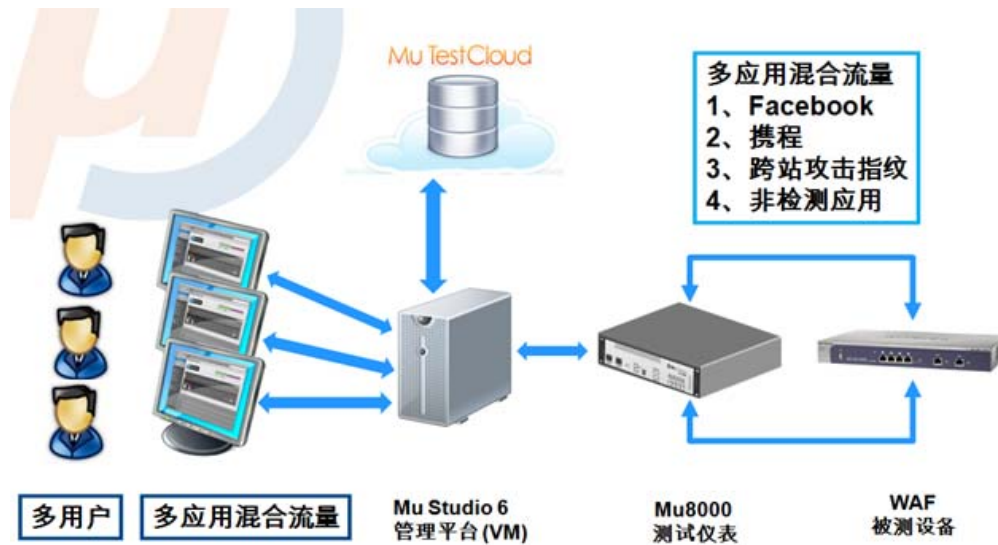 Mu TestCloud
多应用混合流量
1、Facebook
2、携程
3、跨站攻击指纹
4、非检测应用
多用户
多应用混合流量
Mu Studio 6
管理平台(VM)
Mu8000
测试仪表
WAF
被测设备